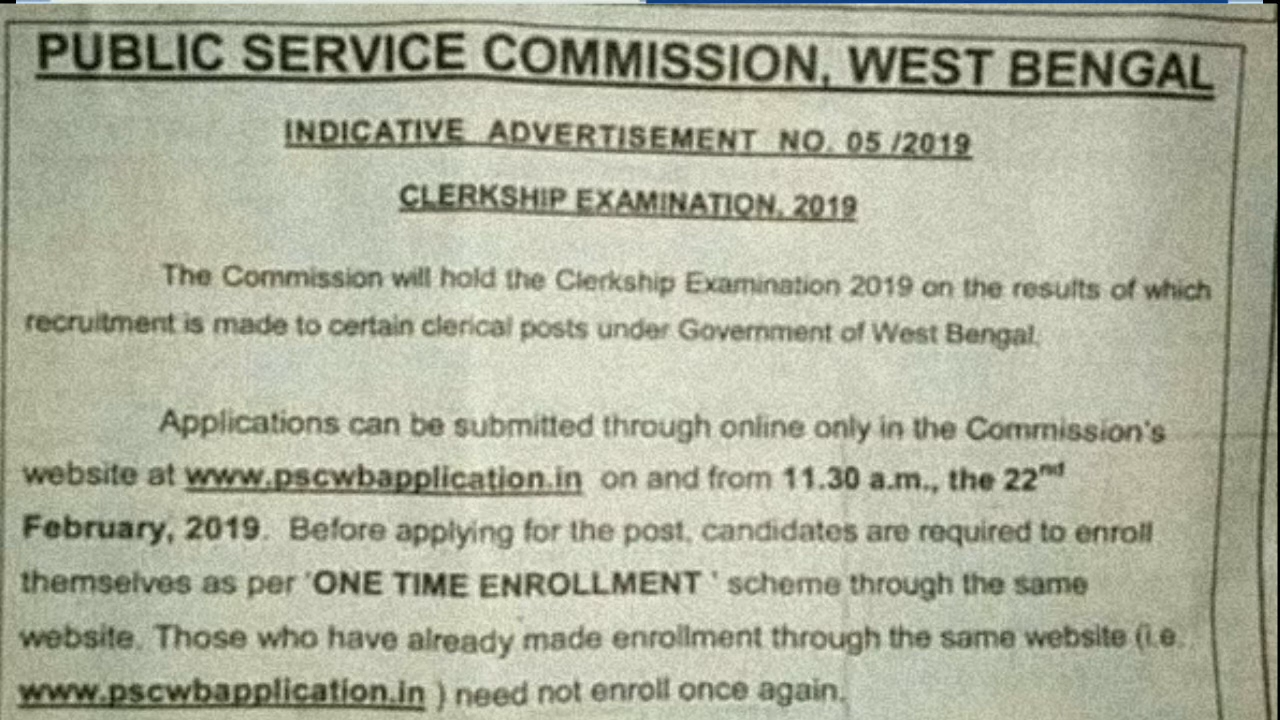 PUBLIC SERVICE COMMISSION, WEST BENGAL
INDICATIVE ADVERTISEMENT NO. 05 /2019
CLERKSHIP EXAMINATION, 2019
The Commission will hold the Clerkship Examination 2019 on the results of which
recruitment is made to certain clerical posts under Government of West Bengal.
Applications can be submitted through online only in the Commission's
website at www.pscwbapplication.in on and from 11.30 a.m., the 22nd
February, 2019. Before applying for the post, candidates are required to enroll
themselves as per 'ONE TIME ENROLLMENT ' scheme through the same
website. Those who have already made enrollment through the same website (i.e.
www.pscwbapplication.in ) need not enroll once again.